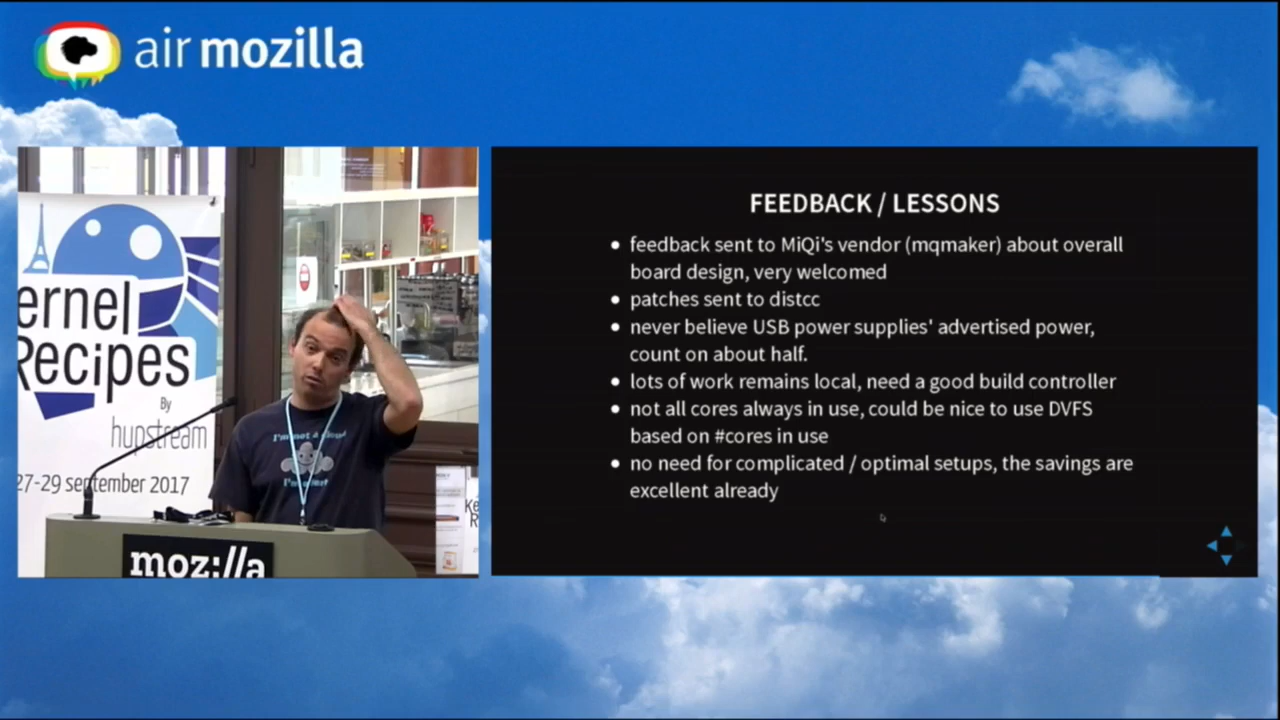 air mozilla
ernel
Recipes
By
hupstream
27-29 september 2017
I'm not a
moz://a
FEEDBACK / LESSONS
feedback sent to MiQi's vendor (mqmaker) about overall
board design, very welcomed
patches sent to distcc
never believe USB power supplies' advertised power,
count on about half.
lots of work remains local, need a good build controller
not all cores always in use, could be nice to use DVFS
based on #cores in use
no need for complicated / optimal setups, the savings are
excellent already